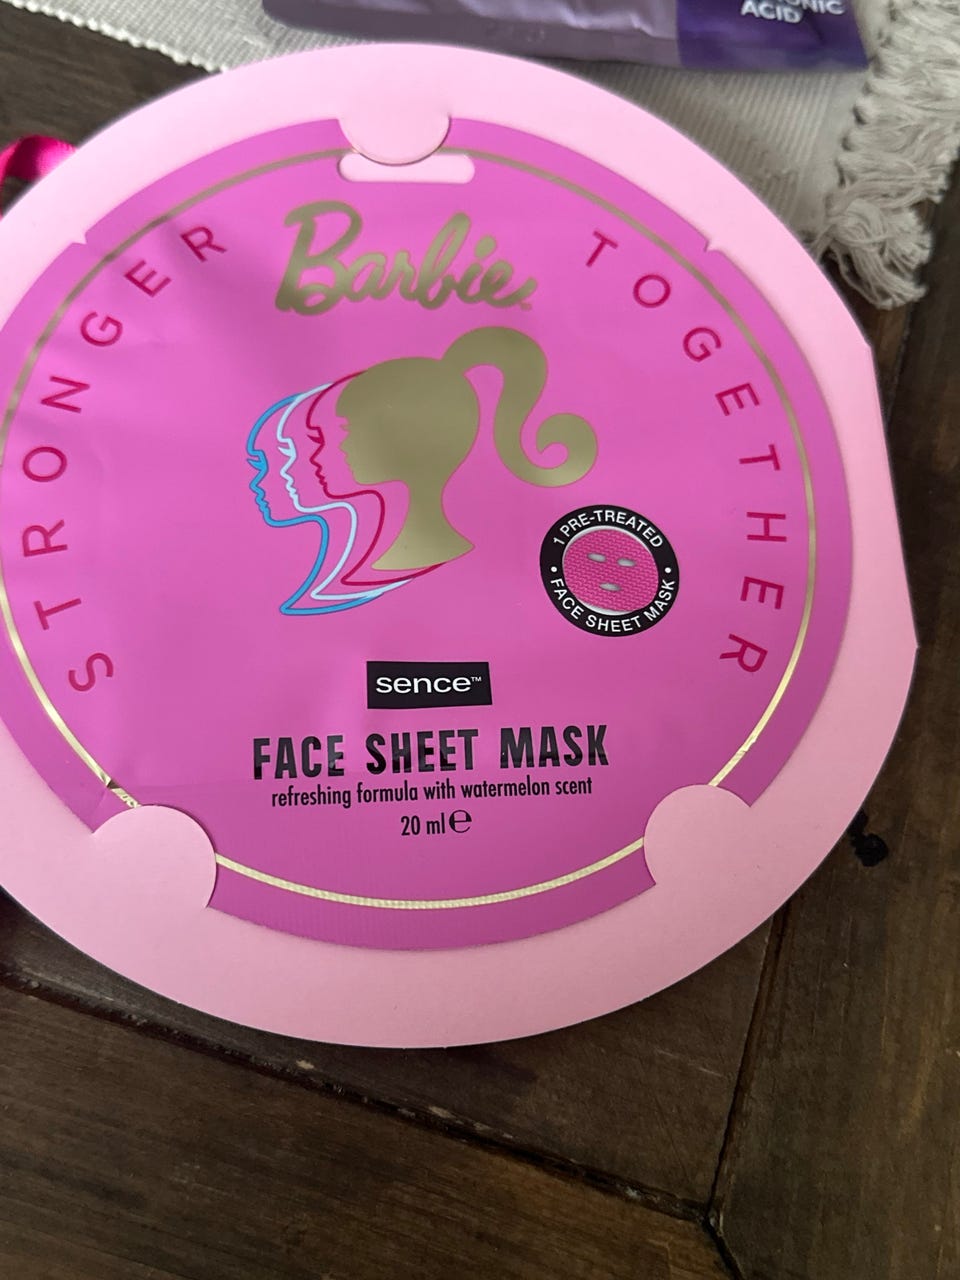 ACID
STRONGER
TOGETHER
Barbie
1 PRE-TREATED
• FACE SHEET MASK •
sence™
FACE SHEET MASK
refreshing formula with watermelon scent
20 ml ℮